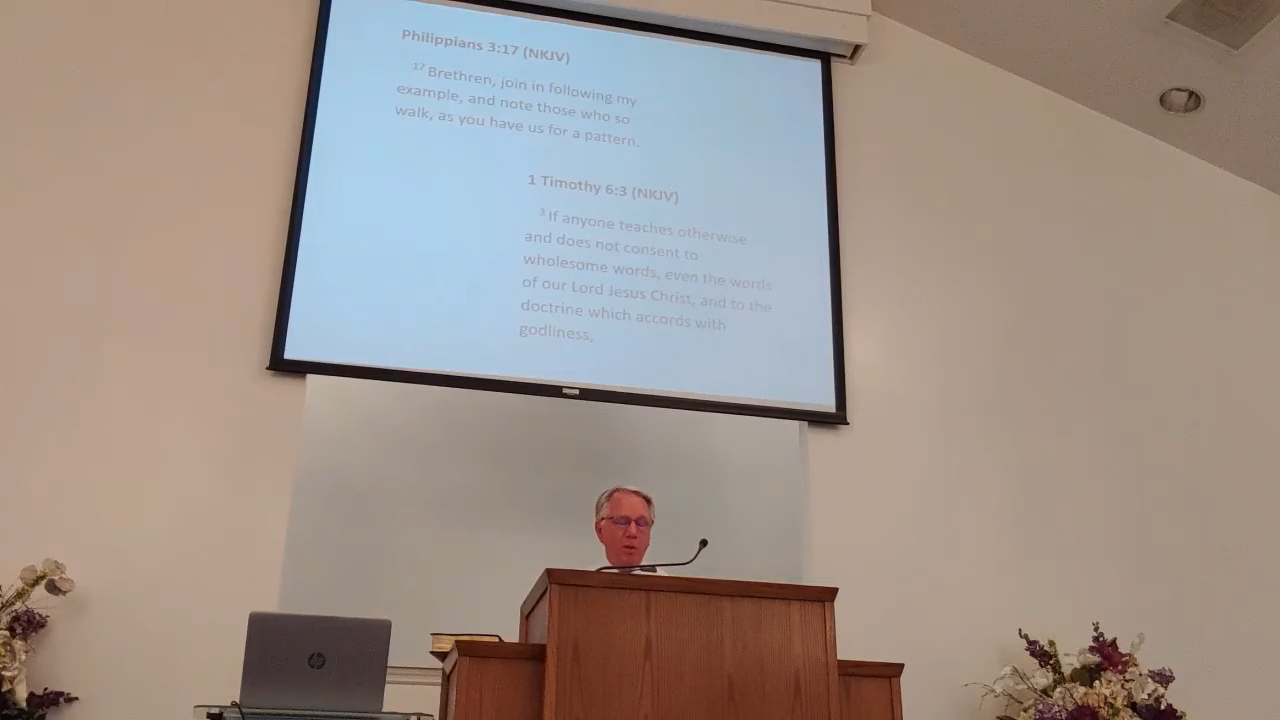 Philippians 3:17 (NKJV)
17 Brethren, join in following my
example, and note those who so
walk, as you have us for a pattern.
1 Timothy 6:3 (NKJV)
3 If anyone teaches otherwise
and does not consent to
wholesome words, even the words
of our Lord Jesus Christ, and to the
doctrine which accords with
godliness,
hp